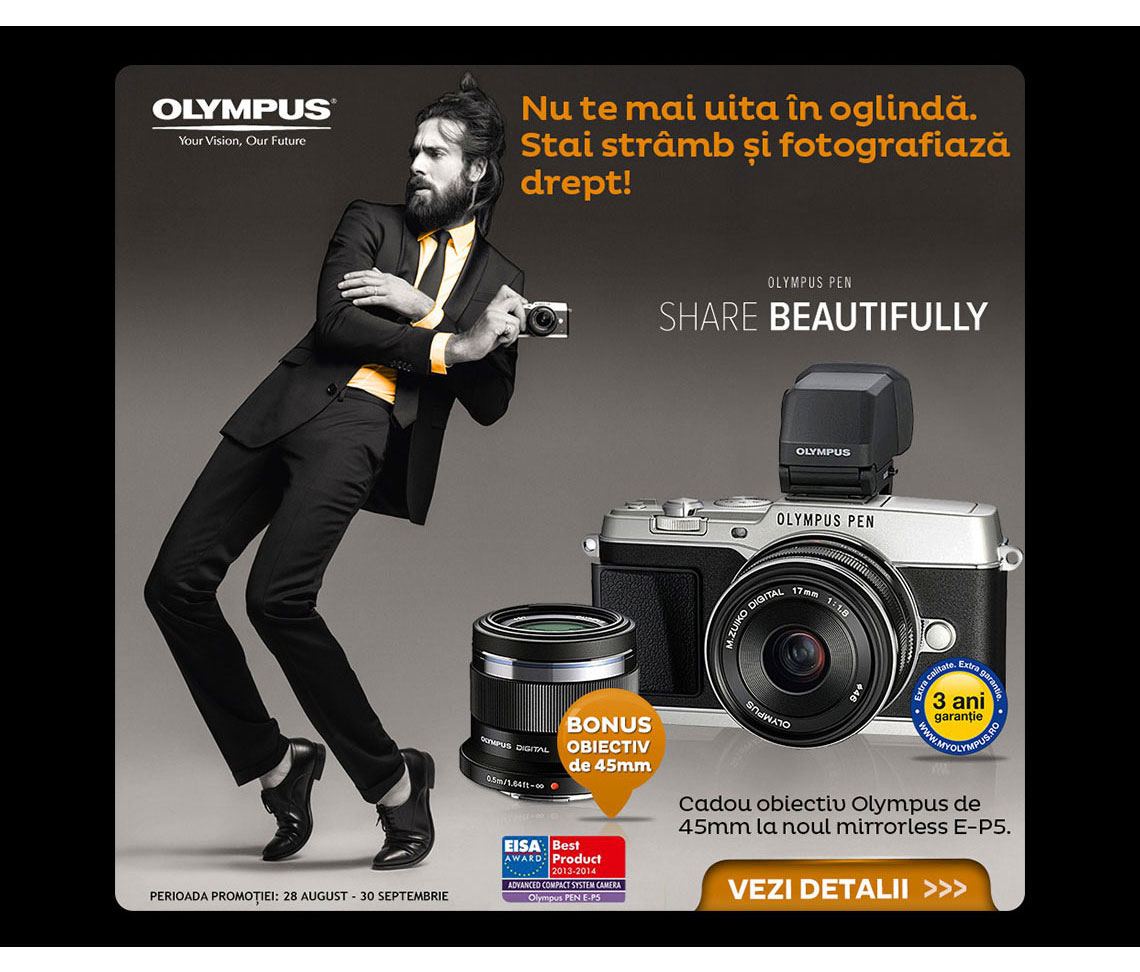 OLYMPUS®
Your Vision, Our Future
Nu te mai uita în oglindă.
Stai strâmb și fotografiază
drept!
OLYMPUS PEN
SHARE BEAUTIFULLY
OLYMPUS
OLYMPUS PEN
M.ZUIKO DIGITAL 17mm 1:1.8
ø46
OLYMPUS
Extra calitate. Extra garanție.
3 ani
garanție
www.MYOLYMPUS.RO
OLYMPUS DIGITAL
0.5m/1.64ft-∞
BONUS
OBIECTIV
de 45mm
Cadou obiectiv Olympus de
45mm la noul mirrorless E-P5.
EISA
AWARD
Best
Product
2013-2014
ADVANCED COMPACT SYSTEM CAMERA
Olympus PEN E-P5
PERIOADA PROMOȚIEI: 28 AUGUST - 30 SEPTEMBRIE
VEZI DETALII >>>